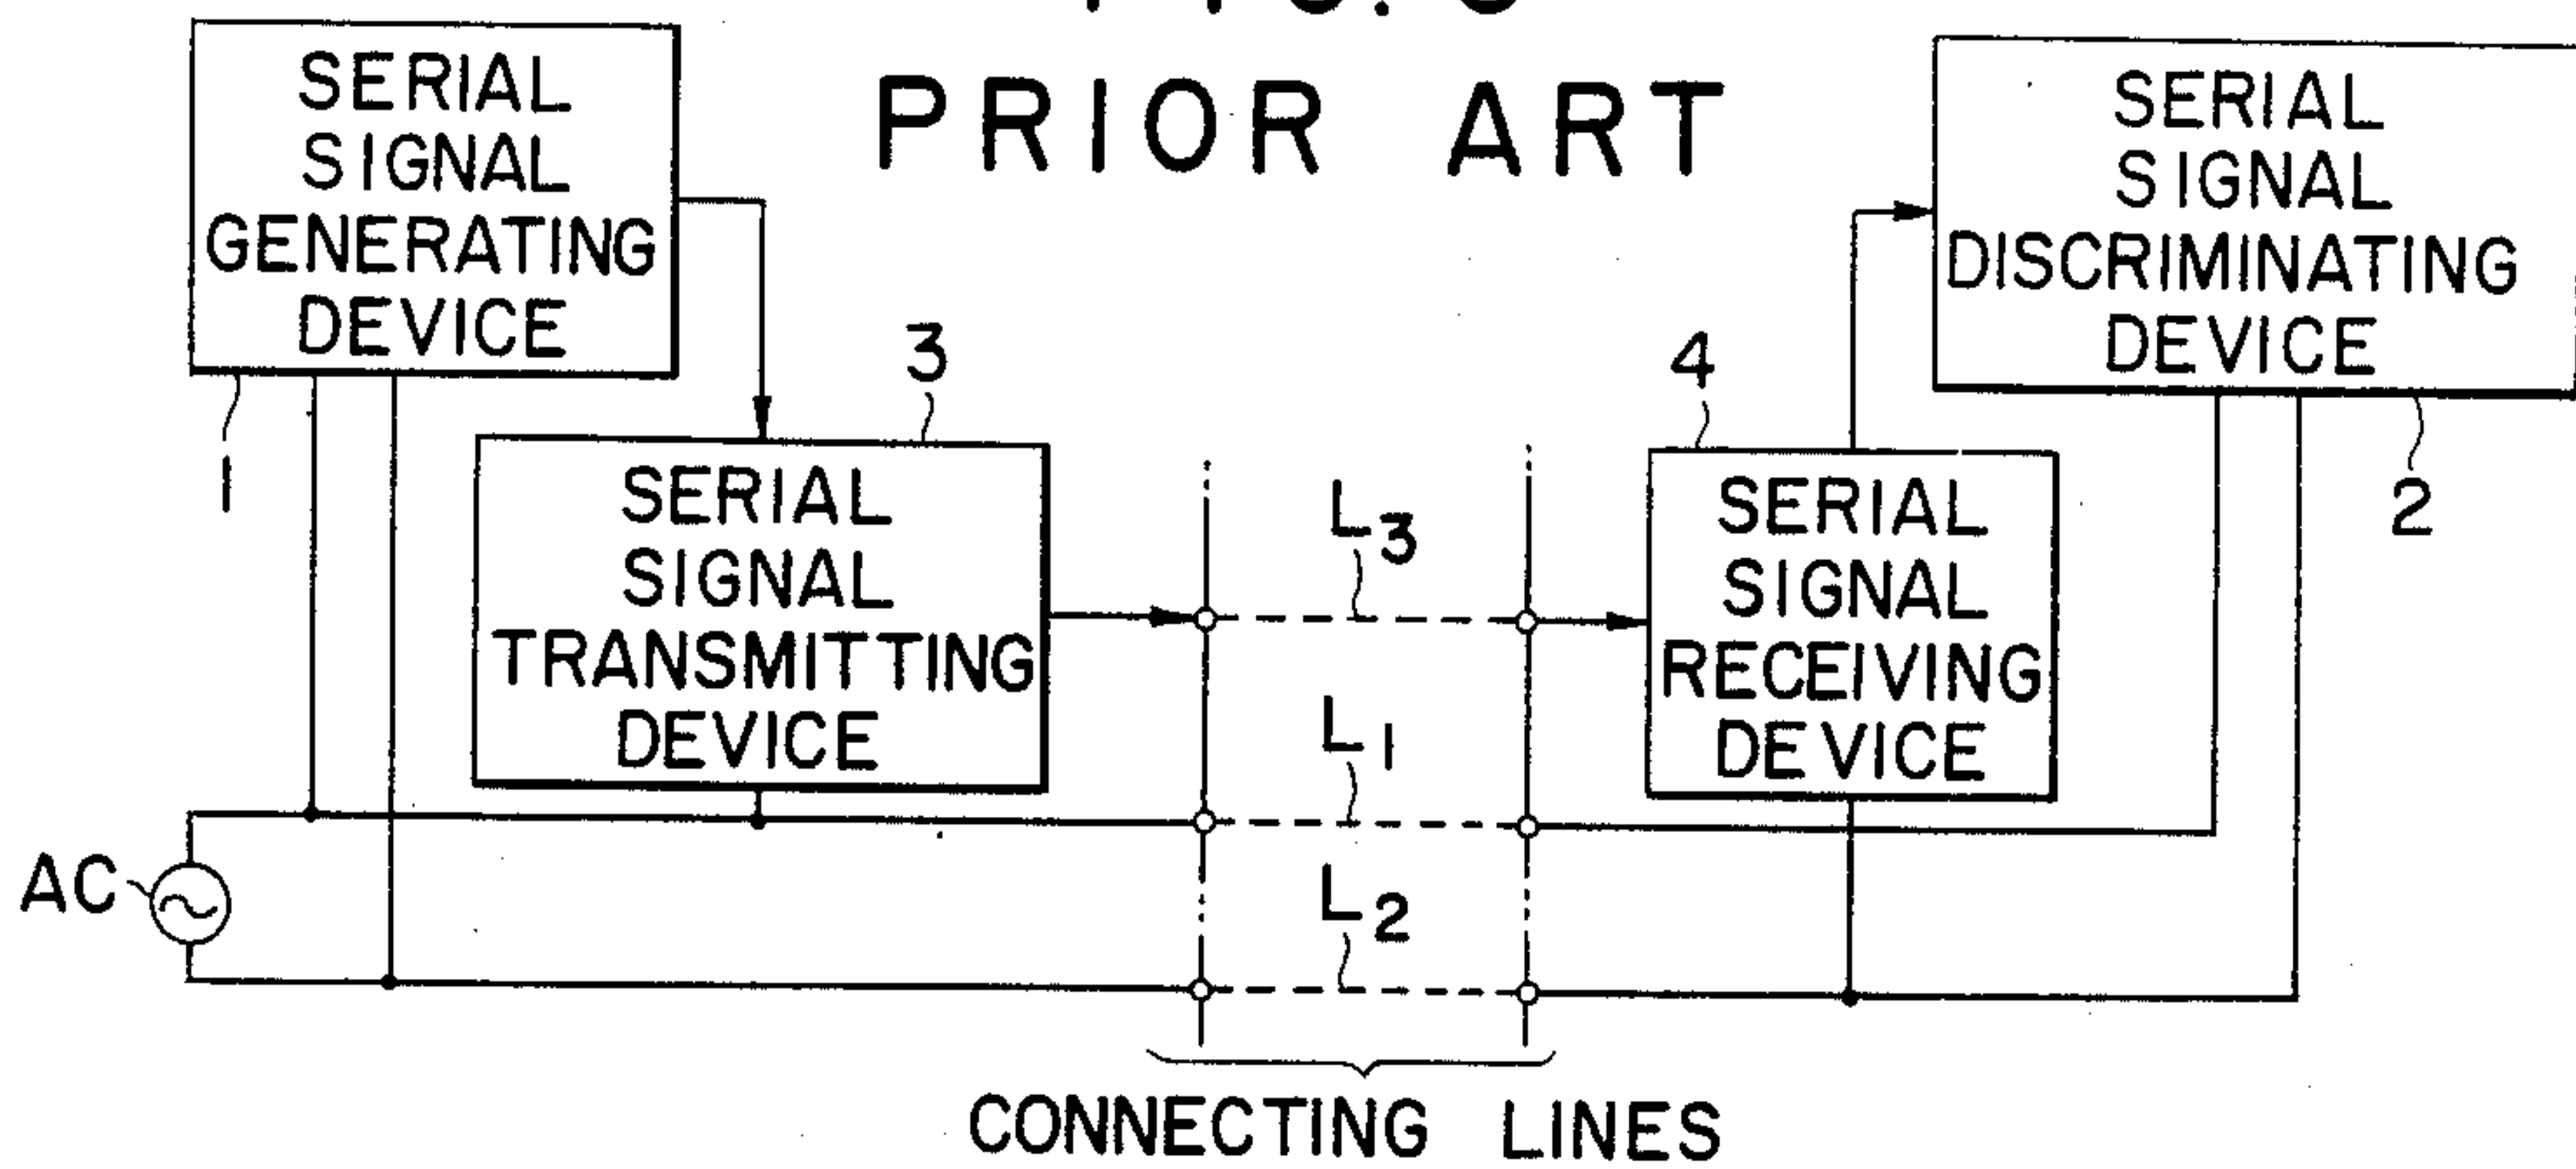 PRIOR ART
SERIAL
SIGNAL
GENERATING
DEVICE
1
SERIAL
SIGNAL
TRANSMITTING
DEVICE
3
L3
L1
L2
4
SERIAL
SIGNAL
RECEIVING
DEVICE
SERIAL
SIGNAL
DISCRIMINATING
DEVICE
2
AC
CONNECTING LINES